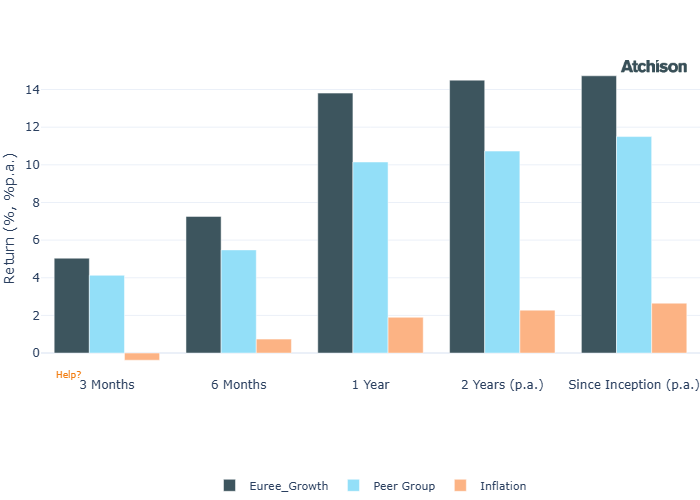 Atchison
Return (%, %p.a.)
14
12
10
8
6
4
2
0
Help?
3 Months
6 Months
1 Year
2 Years (p.a.)
Since Inception (p.a.)
Euree_Growth
Peer Group
Inflation